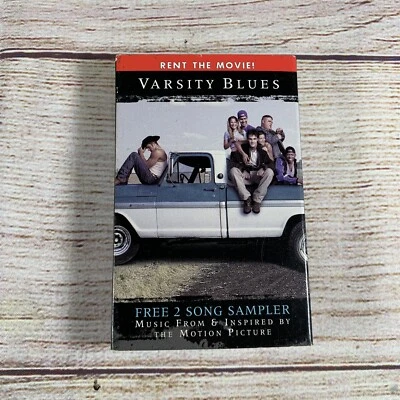 RENT THE MOVIE!
VARSITY BLUES
FREE 2 SONG SAMPLER
MUSIC FROM & INSPIRED BY
THE MOTION PICTURE